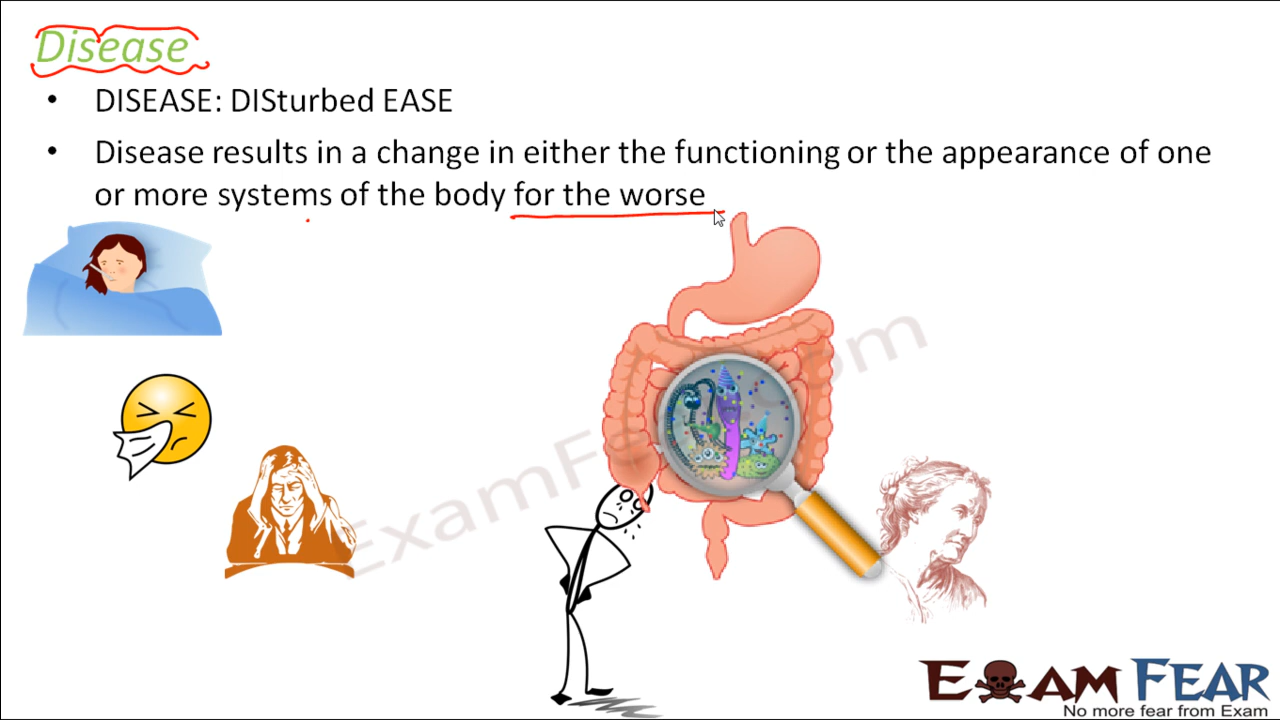 Disease
• DISEASE: DISturbed EASE
• Disease results in a change in either the functioning or the appearance of one
or more systems of the body for the worse
ExamFear.com
EXAM FEAR
No more fear from Exam